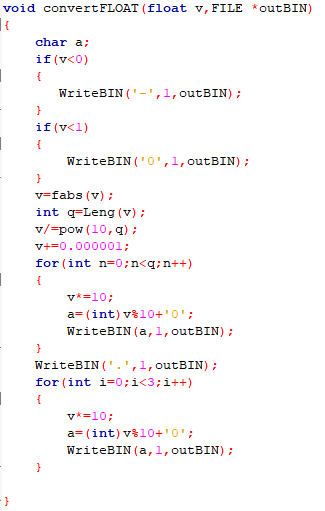 void convertFLOAT(float v,FILE *outBIN)
{
char a;
if(v<0)
{
WriteBIN('-',1,outBIN);
}
if(v<1)
{
WriteBIN('0',1,outBIN);
}
v=fabs(v);
int q=Leng(v);
v/=pow(10,q);
v+=0.000001;
for(int n=0;n<q;n++)
{
v*=10;
a=(int)v%10+'0';
WriteBIN(a,1,outBIN);
}
WriteBIN('.',1,outBIN);
for(int i=0;i<3;i++)
{
v*=10;
a=(int)v%10+'0';
WriteBIN(a,1,outBIN);
}
}